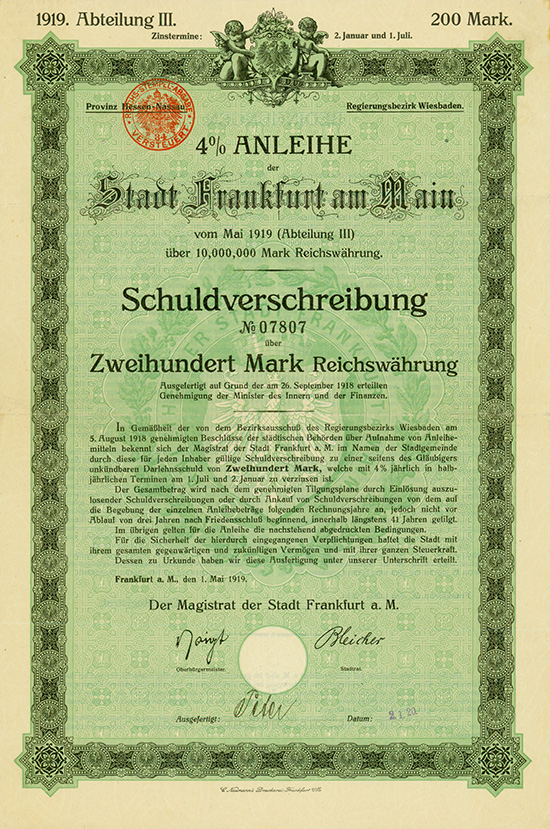 1919. Abteilung III. 200 Mark.
Zinstermine: 2. Januar und 1. Juli.
Provinz Hessen-Nassau. Regierungsbezirk Wiesbaden.
REICHS-STEMPEL-ABGABE
VERSTEUERT
4% ANLEIHE
der
Stadt Frankfurt am Main
vom Mai 1919 (Abteilung III)
über 10,000,000 Mark Reichswährung.
Schuldverschreibung
№ 07807
über
Zweihundert Mark Reichswährung
Ausgefertigt auf Grund der am 26. September 1918 erteilten
Genehmigung der Minister des Innern und der Finanzen.
In Gemäßheit der von dem Bezirksausschuß des Regierungsbezirks Wiesbaden am
5. August 1918 genehmigten Beschlüsse der städtischen Behörden über Aufnahme von Anleihe-
mitteln bekennt sich der Magistrat der Stadt Frankfurt a. M. im Namen der Stadtgemeinde
durch diese für jeden Inhaber gültige Schuldverschreibung zu einer seitens des Gläubigers
unkündbaren Darlehnsschuld von Zweihundert Mark, welche mit 4% jährlich in halb-
jährlichen Terminen am 1. Juli und 2. Januar zu verzinsen ist.
Der Gesamtbetrag wird nach dem genehmigten Tilgungsplane durch Einlösung auszu-
losender Schuldverschreibungen oder durch Ankauf von Schuldverschreibungen von dem auf
die Begebung der einzelnen Anleihebeträge folgenden Rechnungsjahre an, jedoch nicht vor
Ablauf von drei Jahren nach Friedensschluß beginnend, innerhalb längstens 41 Jahren getilgt.
Im übrigen gelten für die Anleihe die nachstehend abgedruckten Bedingungen.
Für die Sicherheit der hierdurch eingegangenen Verpflichtungen haftet die Stadt mit
ihrem gesamten gegenwärtigen und zukünftigen Vermögen und mit ihrer ganzen Steuerkraft.
Dessen zu Urkunde haben wir diese Ausfertigung unter unserer Unterschrift erteilt.
Frankfurt a. M., den 1. Mai 1919.
Der Magistrat der Stadt Frankfurt a. M.
Voigt Bleicher
Oberbürgermeister. Stadtrat.
Peter
Ausgefertigt: Datum: 2.1.20
C. Naumann's Druckerei Frankfurt a/M.